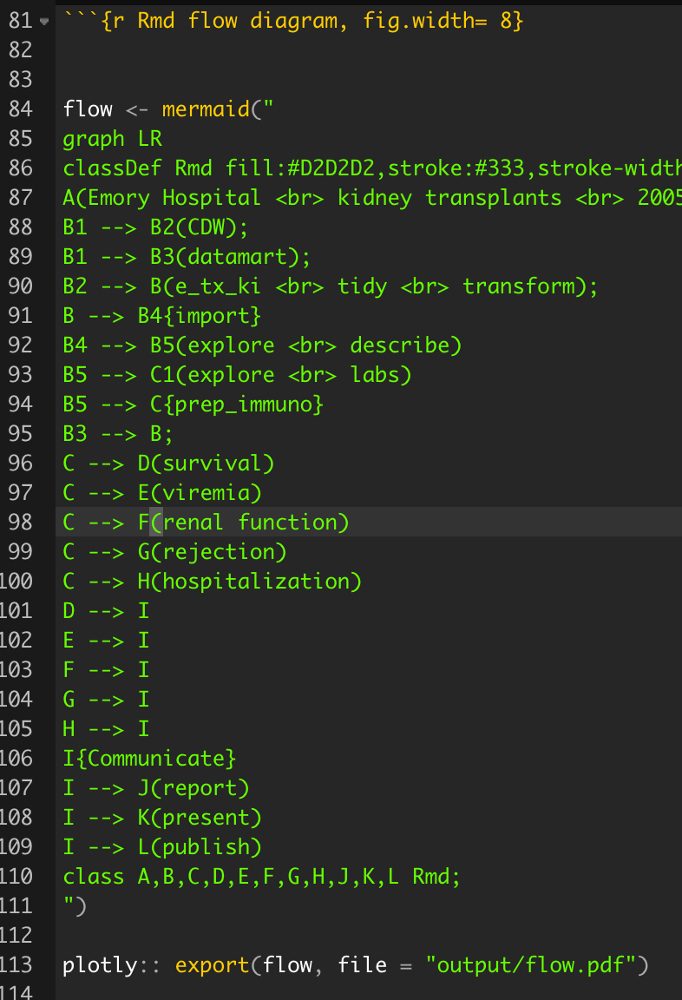 81 ```{r Rmd flow diagram, fig.width= 8}
82
83
84 flow <- mermaid("
85 graph LR
86 classDef Rmd fill:#D2D2D2,stroke:#333,stroke-width
87 A(Emory Hospital <br> kidney transplants <br> 2005
88 B1 --> B2(CDW);
89 B1 --> B3(datamart);
90 B2 --> B(e_tx_ki <br> tidy <br> transform);
91 B --> B4{import}
92 B4 --> B5(explore <br> describe)
93 B5 --> C1(explore <br> labs)
94 B5 --> C{prep_immuno}
95 B3 --> B;
96 C --> D(survival)
97 C --> E(viremia)
98 C --> F(renal function)
99 C --> G(rejection)
100 C --> H(hospitalization)
101 D --> I
102 E --> I
103 F --> I
104 G --> I
105 H --> I
106 I{Communicate}
107 I --> J(report)
108 I --> K(present)
109 I --> L(publish)
110 class A,B,C,D,E,F,G,H,J,K,L Rmd;
111 ")
112
113 plotly:: export(flow, file = "output/flow.pdf")
114